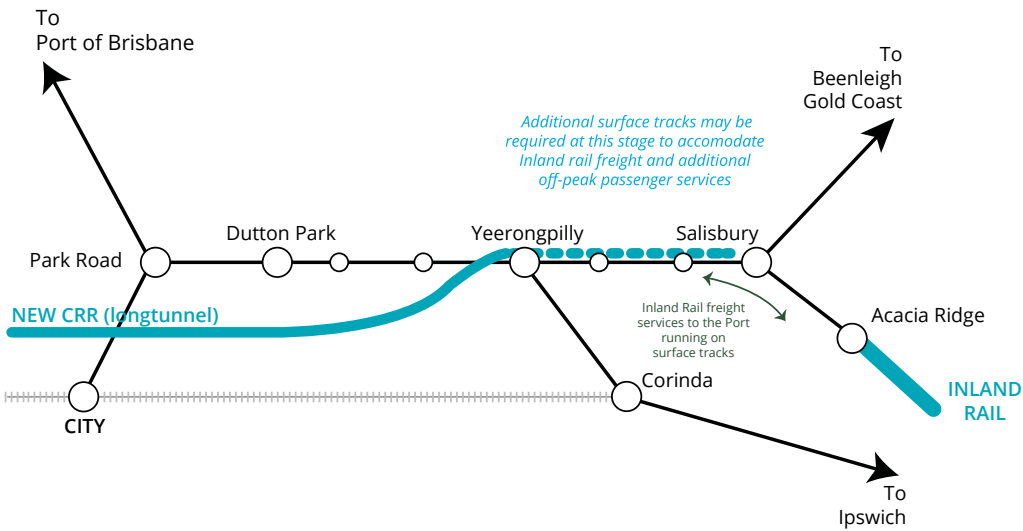 To
Port of Brisbane
To
Beenleigh
Gold Coast
Additional surface tracks may be
required at this stage to accomodate
Inland rail freight and additional
off-peak passenger services
Dutton Park
Yeerongpilly
Salisbury
Park Road
NEW CRR (longtunnel)
Inland Rail freight
services to the Port
running on
surface tracks
Acacia Ridge
Corinda
INLAND
RAIL
CITY
To
Ipswich